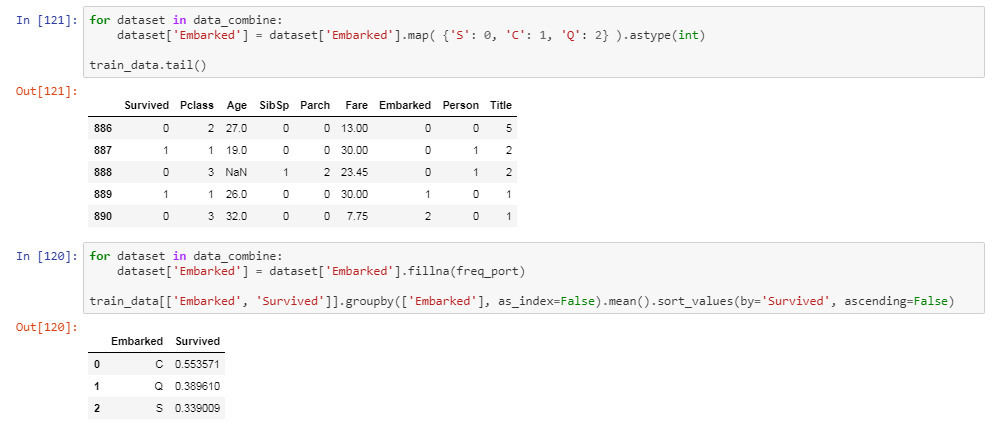 In [121]: for dataset in data_combine:
    dataset['Embarked'] = dataset['Embarked'].map( {'S': 0, 'C': 1, 'Q': 2} ).astype(int)
train_data.tail()
Out[121]:
Survived Pclass Age SibSp Parch Fare Embarked Person Title
886 0 2 27.0 0 0 13.00 0 0 5
887 1 1 19.0 0 0 30.00 0 1 2
888 0 3 NaN 1 2 23.45 0 1 2
889 1 1 26.0 0 0 30.00 1 0 1
890 0 3 32.0 0 0 7.75 2 0 1
In [120]: for dataset in data_combine:
    dataset['Embarked'] = dataset['Embarked'].fillna(freq_port)
train_data[['Embarked', 'Survived']].groupby(['Embarked'], as_index=False).mean().sort_values(by='Survived', ascending=False)
Out[120]:
Embarked Survived
0 C 0.553571
1 Q 0.389610
2 S 0.339009